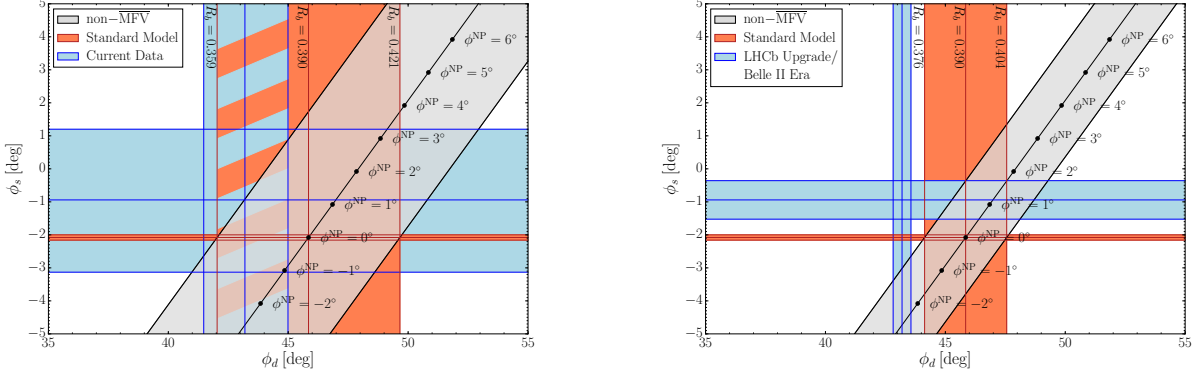 non−M̅F̅V̅
Standard Model
Current Data
R_b = 0.359
R_b = 0.390
R_b = 0.421
ϕ^NP = 6°
ϕ^NP = 5°
ϕ^NP = 4°
ϕ^NP = 3°
ϕ^NP = 2°
ϕ^NP = 1°
ϕ^NP = 0°
ϕ^NP = −1°
ϕ^NP = −2°
5
4
3
2
1
0
-1
-2
-3
-4
-5
ϕ_s [deg]
35 40 45 50 55
ϕ_d [deg]
non−M̅F̅V̅
Standard Model
LHCb Upgrade/
Belle II Era
R_b = 0.376
R_b = 0.390
R_b = 0.404
ϕ^NP = 6°
ϕ^NP = 5°
ϕ^NP = 4°
ϕ^NP = 3°
ϕ^NP = 2°
ϕ^NP = 1°
ϕ^NP = 0°
ϕ^NP = −1°
ϕ^NP = −2°
5
4
3
2
1
0
-1
-2
-3
-4
-5
ϕ_s [deg]
35 40 45 50 55
ϕ_d [deg]